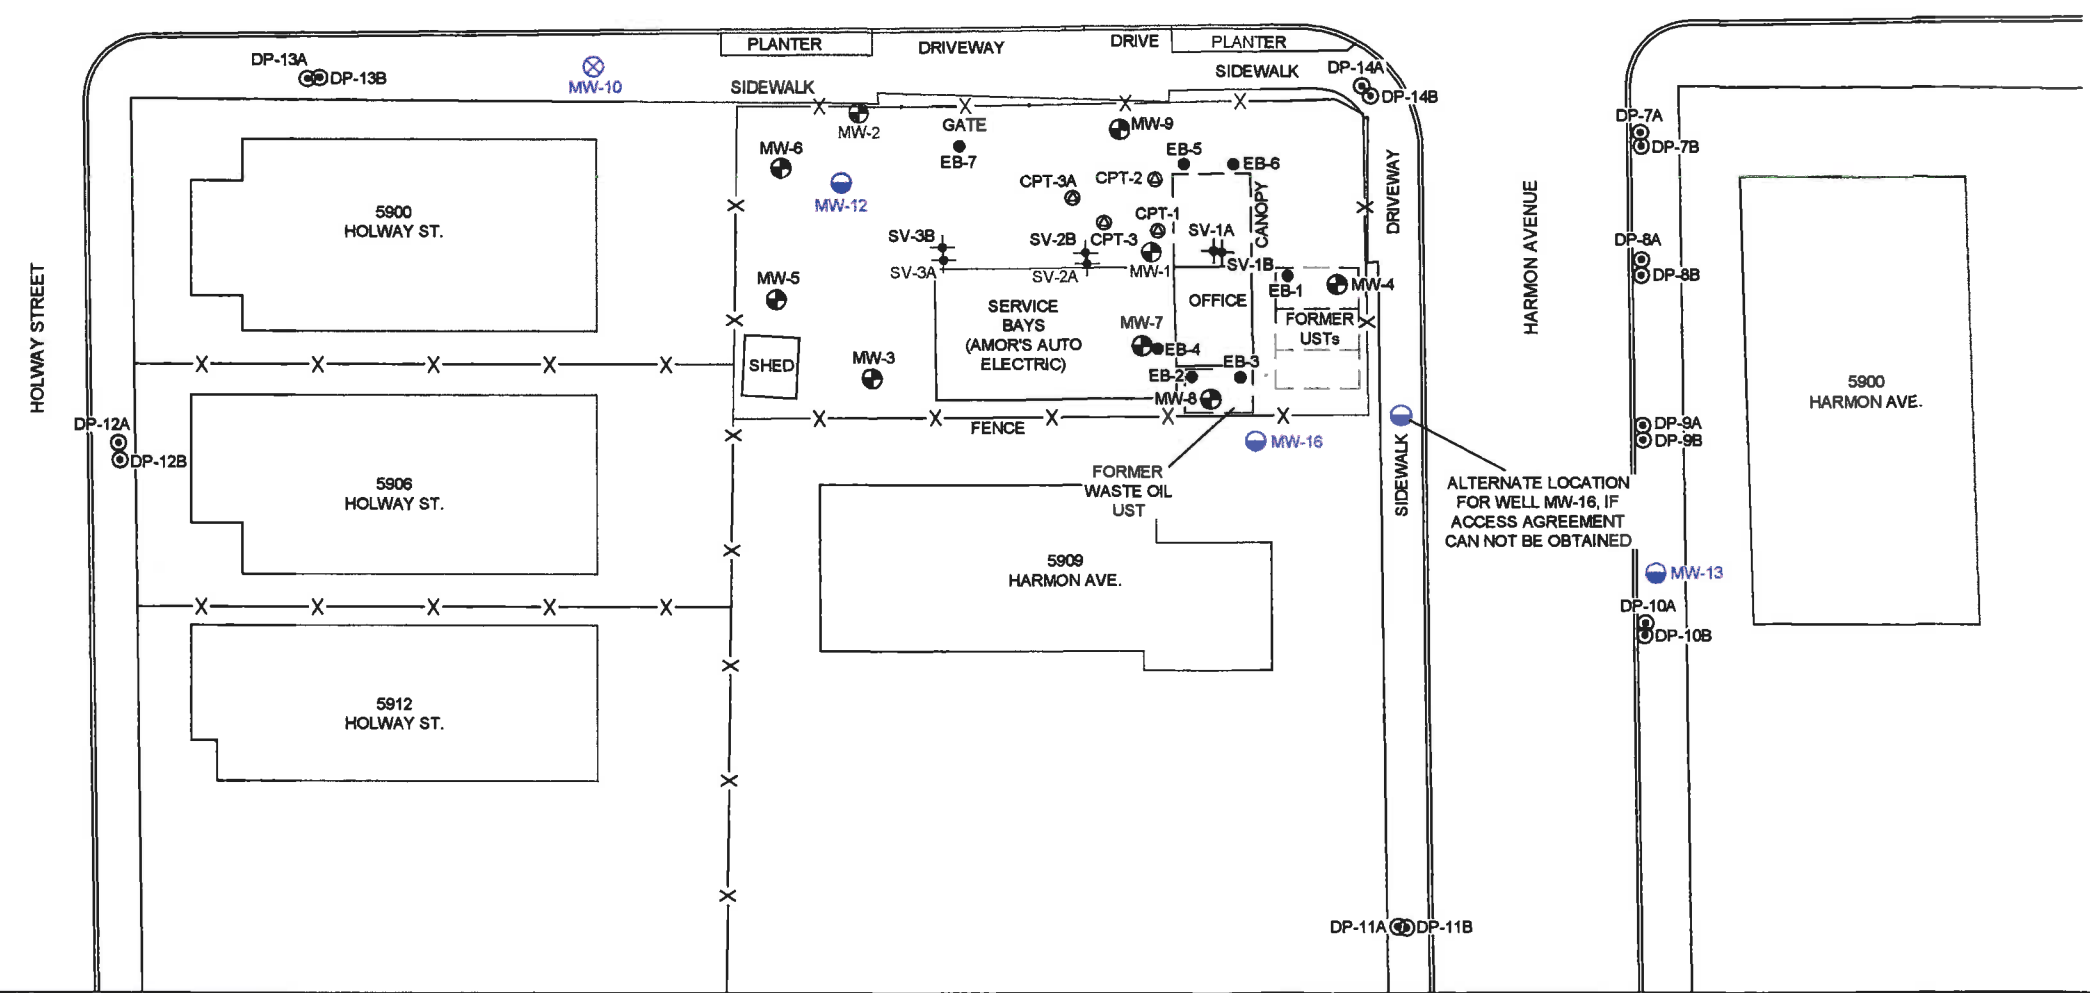 PLANTER
DRIVEWAY
DRIVE
PLANTER
DP-13A
DP-13B
MW-10
SIDEWALK
SIDEWALK
DP-14A
DP-14B
MW-2
GATE
MW-9
EB-7
MW-6
MW-12
EB-5
EB-6
CPT-3A
CPT-2
CPT-1
CPT-3
CANOPY
DRIVEWAY
DP-7A
DP-7B
5900
HOLWAY ST.
SV-3B
SV-3A
SV-2B
SV-2A
MW-1
SV-1A
SV-1B
DP-8A
DP-8B
HARMON AVENUE
HOLWAY STREET
MW-5
SERVICE
BAYS
(AMOR'S AUTO
ELECTRIC)
OFFICE
EB-1
MW-4
FORMER
USTs
MW-7
EB-4
EB-3
EB-2
MW-8
SHED
MW-3
FENCE
MW-16
5900
HARMON AVE.
DP-12A
DP-12B
DP-9A
DP-9B
FORMER
WASTE OIL
UST
SIDEWALK
ALTERNATE LOCATION
FOR WELL MW-16, IF
ACCESS AGREEMENT
CAN NOT BE OBTAINED
5906
HOLWAY ST.
5909
HARMON AVE.
MW-13
DP-10A
DP-10B
5912
HOLWAY ST.
DP-11A
DP-11B
X X X X X X X X X X X X X X X X X X X X X X X X X X X X X X X X